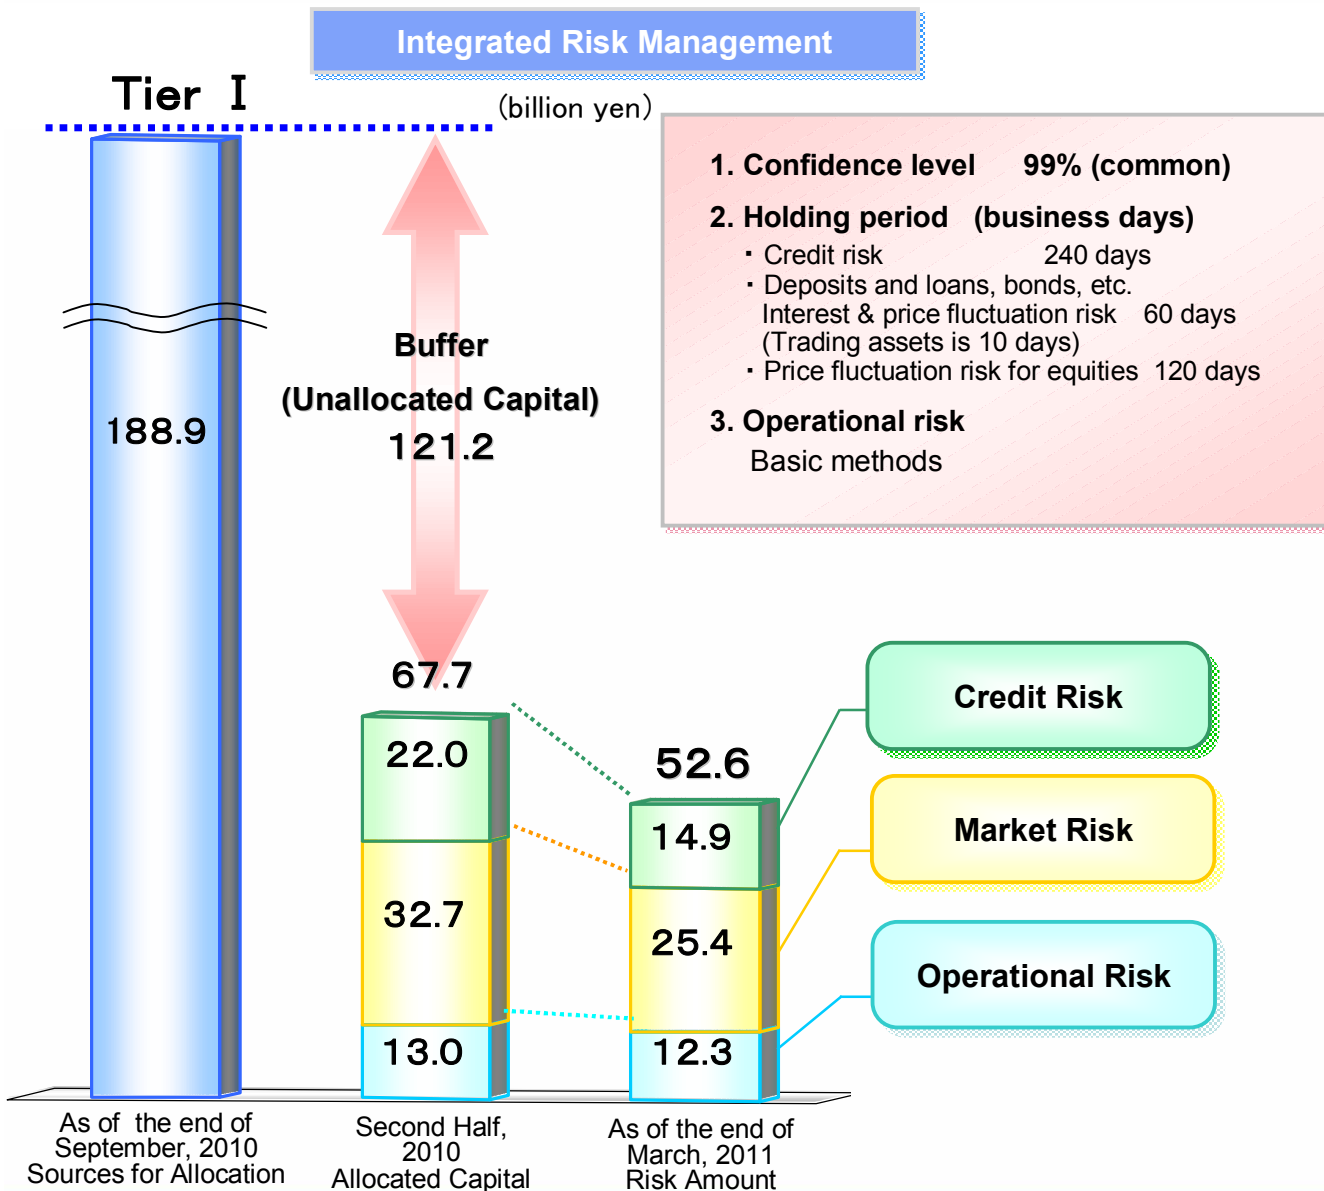 Integrated Risk Management
Tier Ⅰ
(billion yen)
1. Confidence level 99% (common)
2. Holding period (business days)
・Credit risk 240 days
・Deposits and loans, bonds, etc.
Interest & price fluctuation risk 60 days
(Trading assets is 10 days)
・Price fluctuation risk for equities 120 days
3. Operational risk
Basic methods
Buffer
(Unallocated Capital)
121.2
188.9
67.7
22.0
32.7
13.0
52.6
14.9
25.4
12.3
Credit Risk
Market Risk
Operational Risk
As of the end of
September, 2010
Sources for Allocation
Second Half,
2010
Allocated Capital
As of the end of
March, 2011
Risk Amount